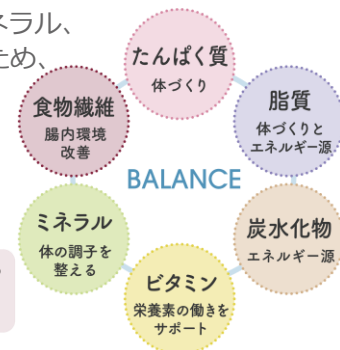 ネラル、
ため、
たんぱく質
体づくり
脂質
体づくりと
エネルギー源
炭水化物
エネルギー源
ビタミン
栄養素の働きを
サポート
ミネラル
体の調子を
整える
食物繊維
腸内環境
改善
BALANCE